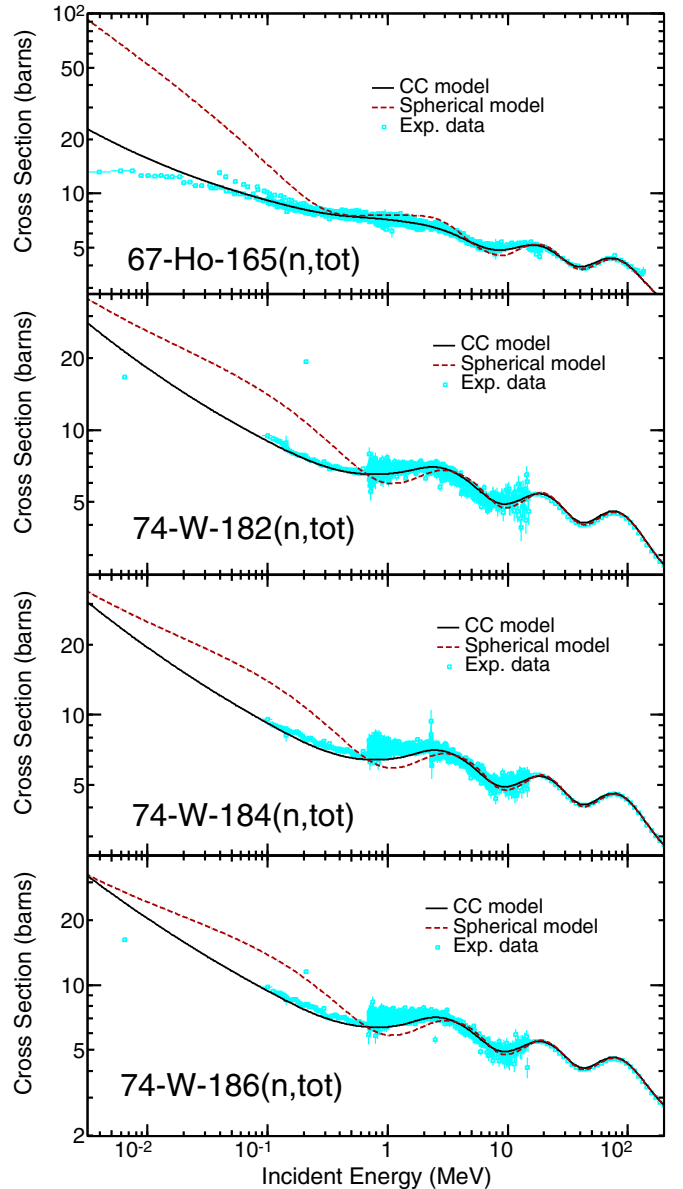 10²
50
20
10
5
Cross Section (barns)
CC model
Spherical model
Exp. data
67-Ho-165(n,tot)
20
10
5
Cross Section (barns)
CC model
Spherical model
Exp. data
74-W-182(n,tot)
20
10
5
Cross Section (barns)
CC model
Spherical model
Exp. data
74-W-184(n,tot)
20
10
5
2
Cross Section (barns)
CC model
Spherical model
Exp. data
74-W-186(n,tot)
10⁻² 10⁻¹ 1 10 10²
Incident Energy (MeV)